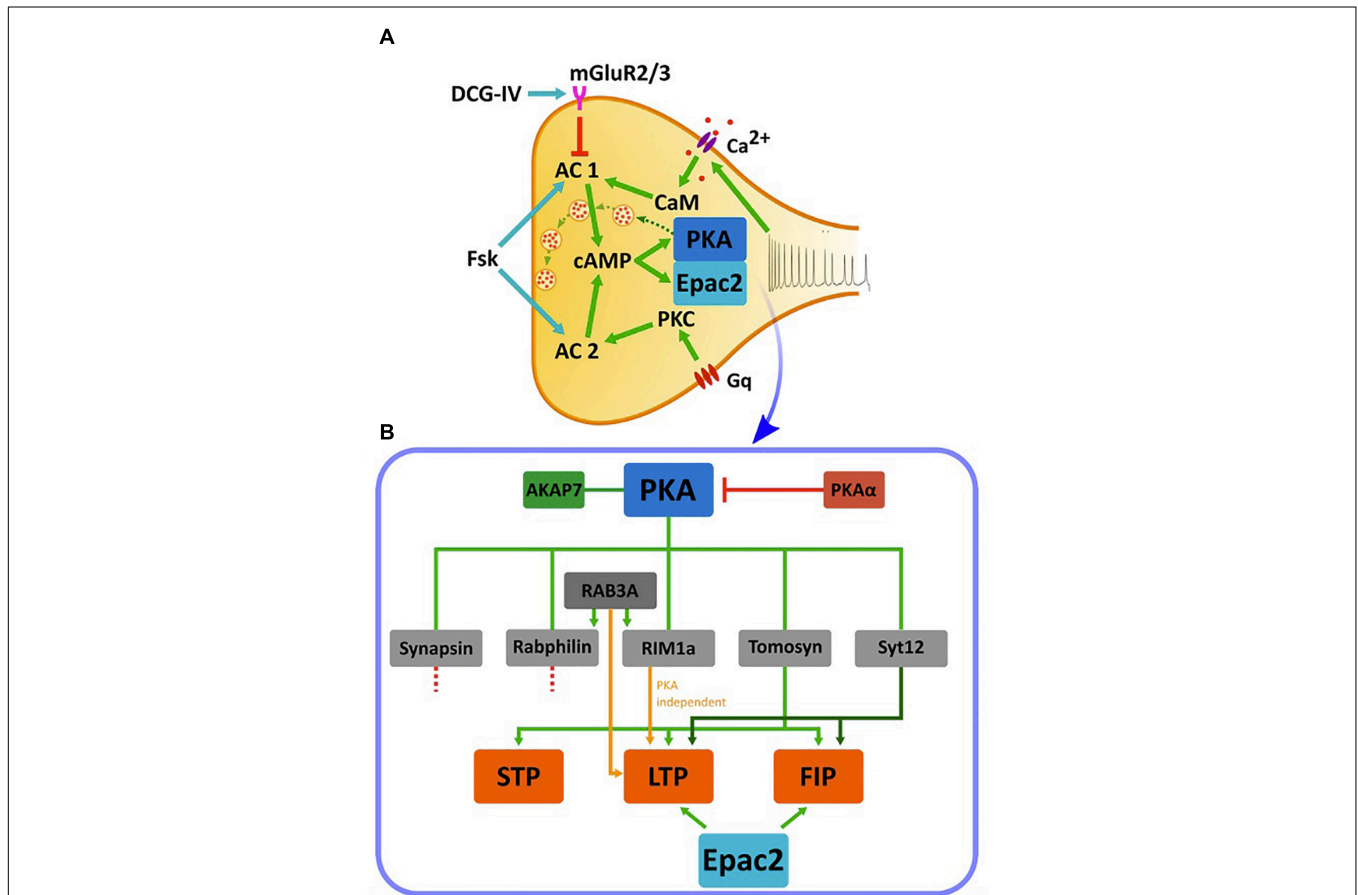 A
mGluR2/3
DCG-IV
Ca2+
AC 1
CaM
PKA
Fsk
cAMP
Epac2
PKC
AC 2
Gq
B
AKAP7
PKA
PKAα
RAB3A
Synapsin
Rabphilin
RIM1a
Tomosyn
Syt12
PKA
independent
STP
LTP
FIP
Epac2